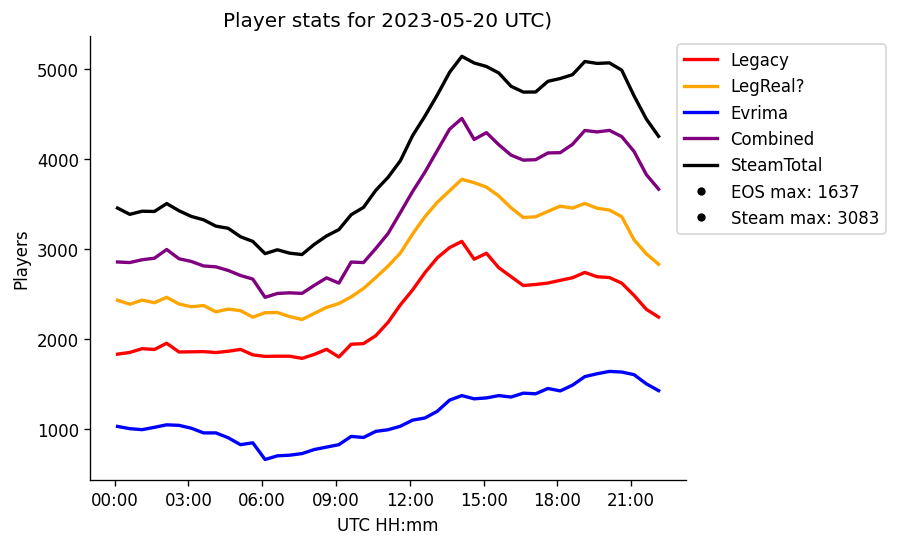 Player stats for 2023-05-20 UTC)
5000
4000
3000
2000
1000
Players
00:00 03:00 06:00 09:00 12:00 15:00 18:00 21:00
UTC HH:mm
Legacy
LegReal?
Evrima
Combined
SteamTotal
EOS max: 1637
Steam max: 3083